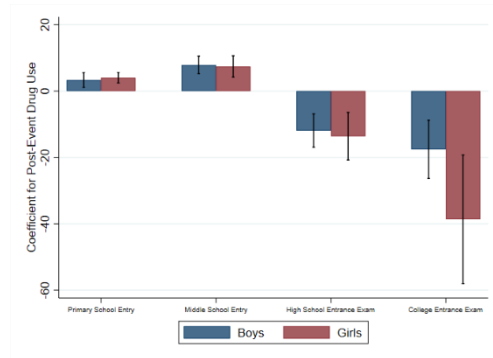 Coefficient for Post-Event Drug Use
20
0
-20
-40
-60
Primary School Entry
Middle School Entry
High School Entrance Exam
College Entrance Exam
Boys
Girls